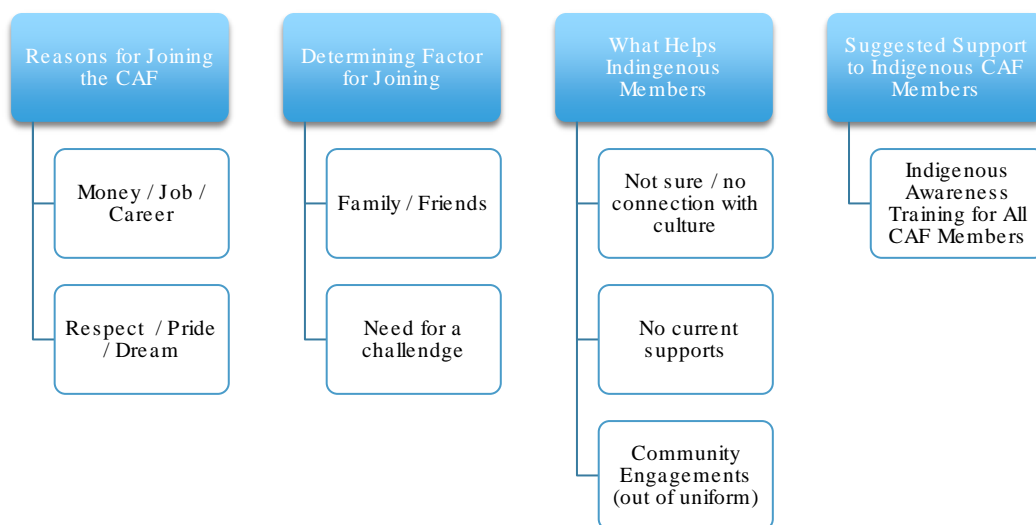 Reasons for Joining
the CAF
Money / Job /
Career
Respect / Pride
/ Dream
Determining Factor
for Joining
Family / Friends
Need for a
challendge
What Helps
Indingenous
Members
Not sure / no
connection with
culture
No current
supports
Community
Engagements
(out of uniform)
Suggested Support
to Indigenous CAF
Members
Indigenous
Awareness
Training for All
CAF Members